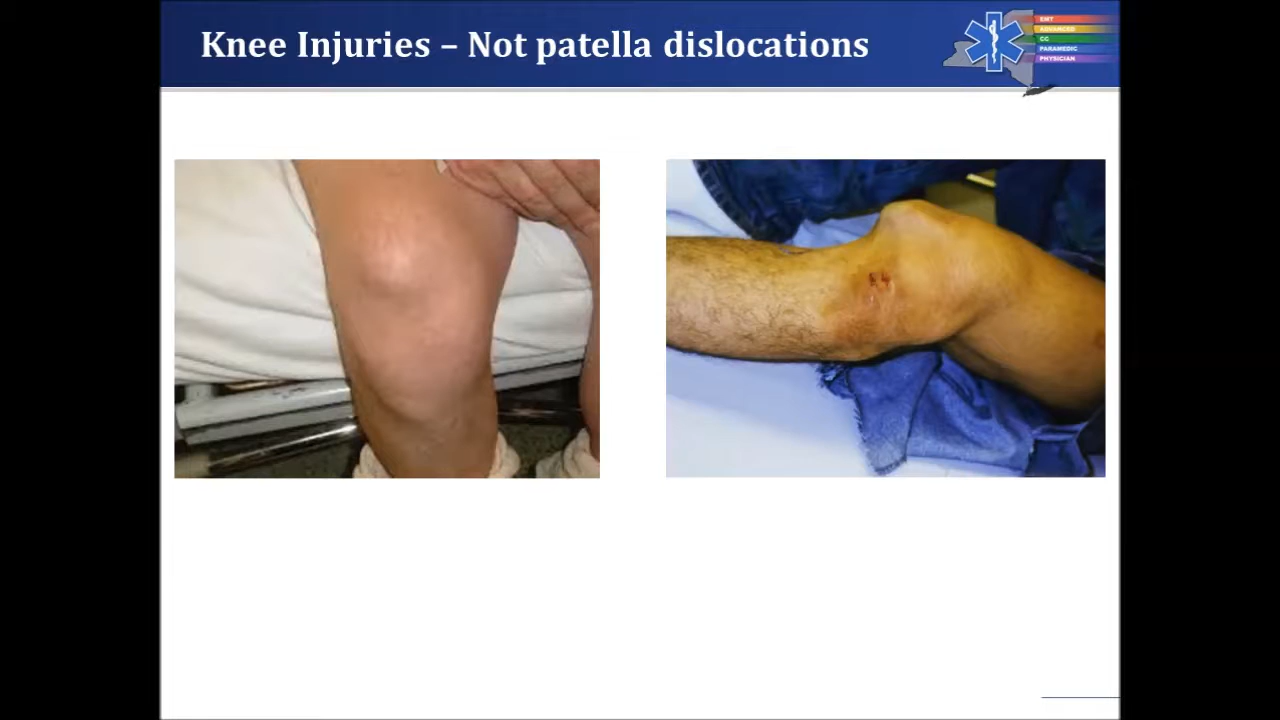 Knee Injuries – Not patella dislocations
EMT
ADVANCED
CC
PARAMEDIC
PHYSICIAN